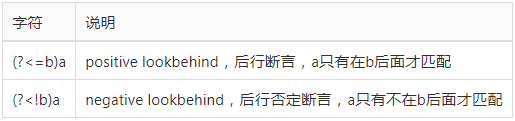 字符 说明
(?<=b)a positive lookbehind，后行断言，a只有在b后面才匹配
(?<!b)a negative lookbehind，后行否定断言，a只有不在b后面才匹配